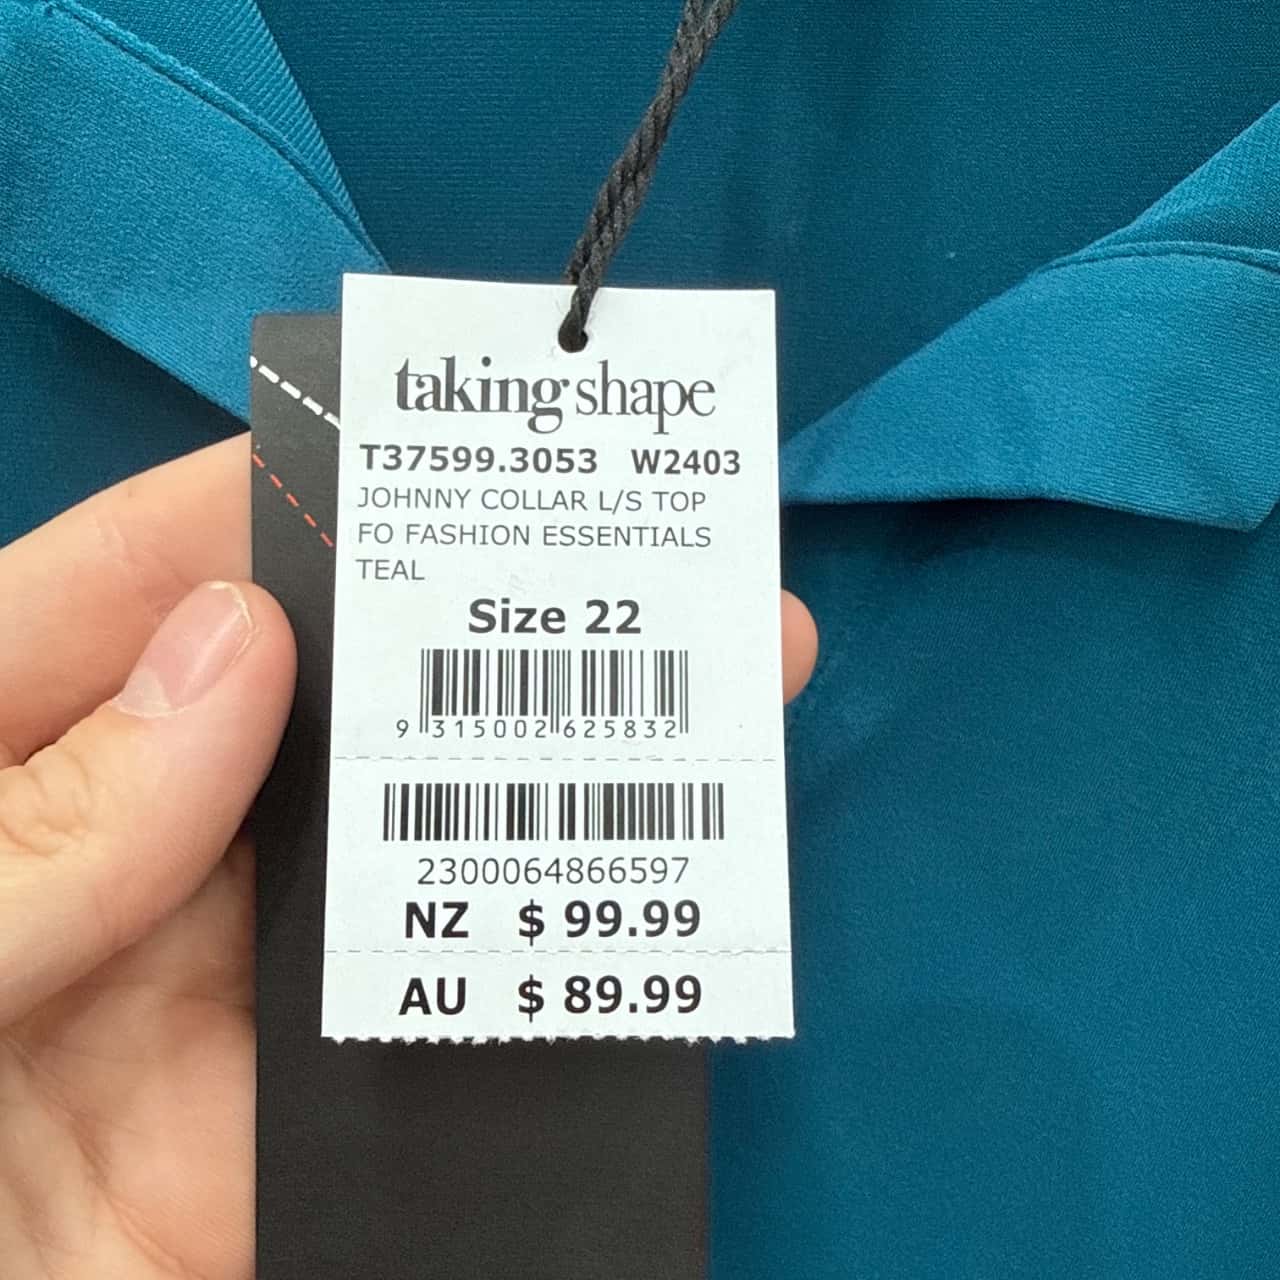 taking shape
T37599.3053 W2403
JOHNNY COLLAR L/S TOP
FO FASHION ESSENTIALS
TEAL
Size 22
9 315002 625832
2300064866597
NZ $ 99.99
AU $ 89.99